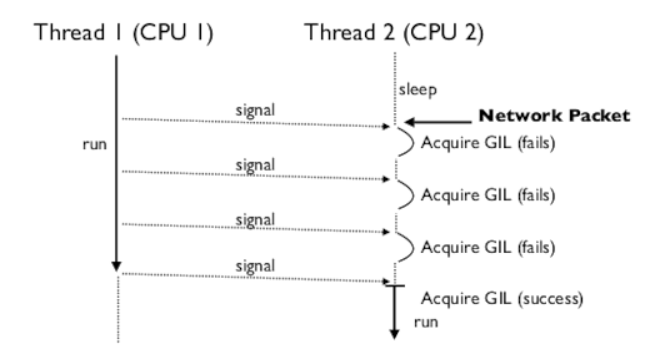 Thread 1 (CPU 1) Thread 2 (CPU 2)
sleep
signal
Network Packet
run
Acquire GIL (fails)
signal
Acquire GIL (fails)
signal
Acquire GIL (fails)
signal
Acquire GIL (success)
run